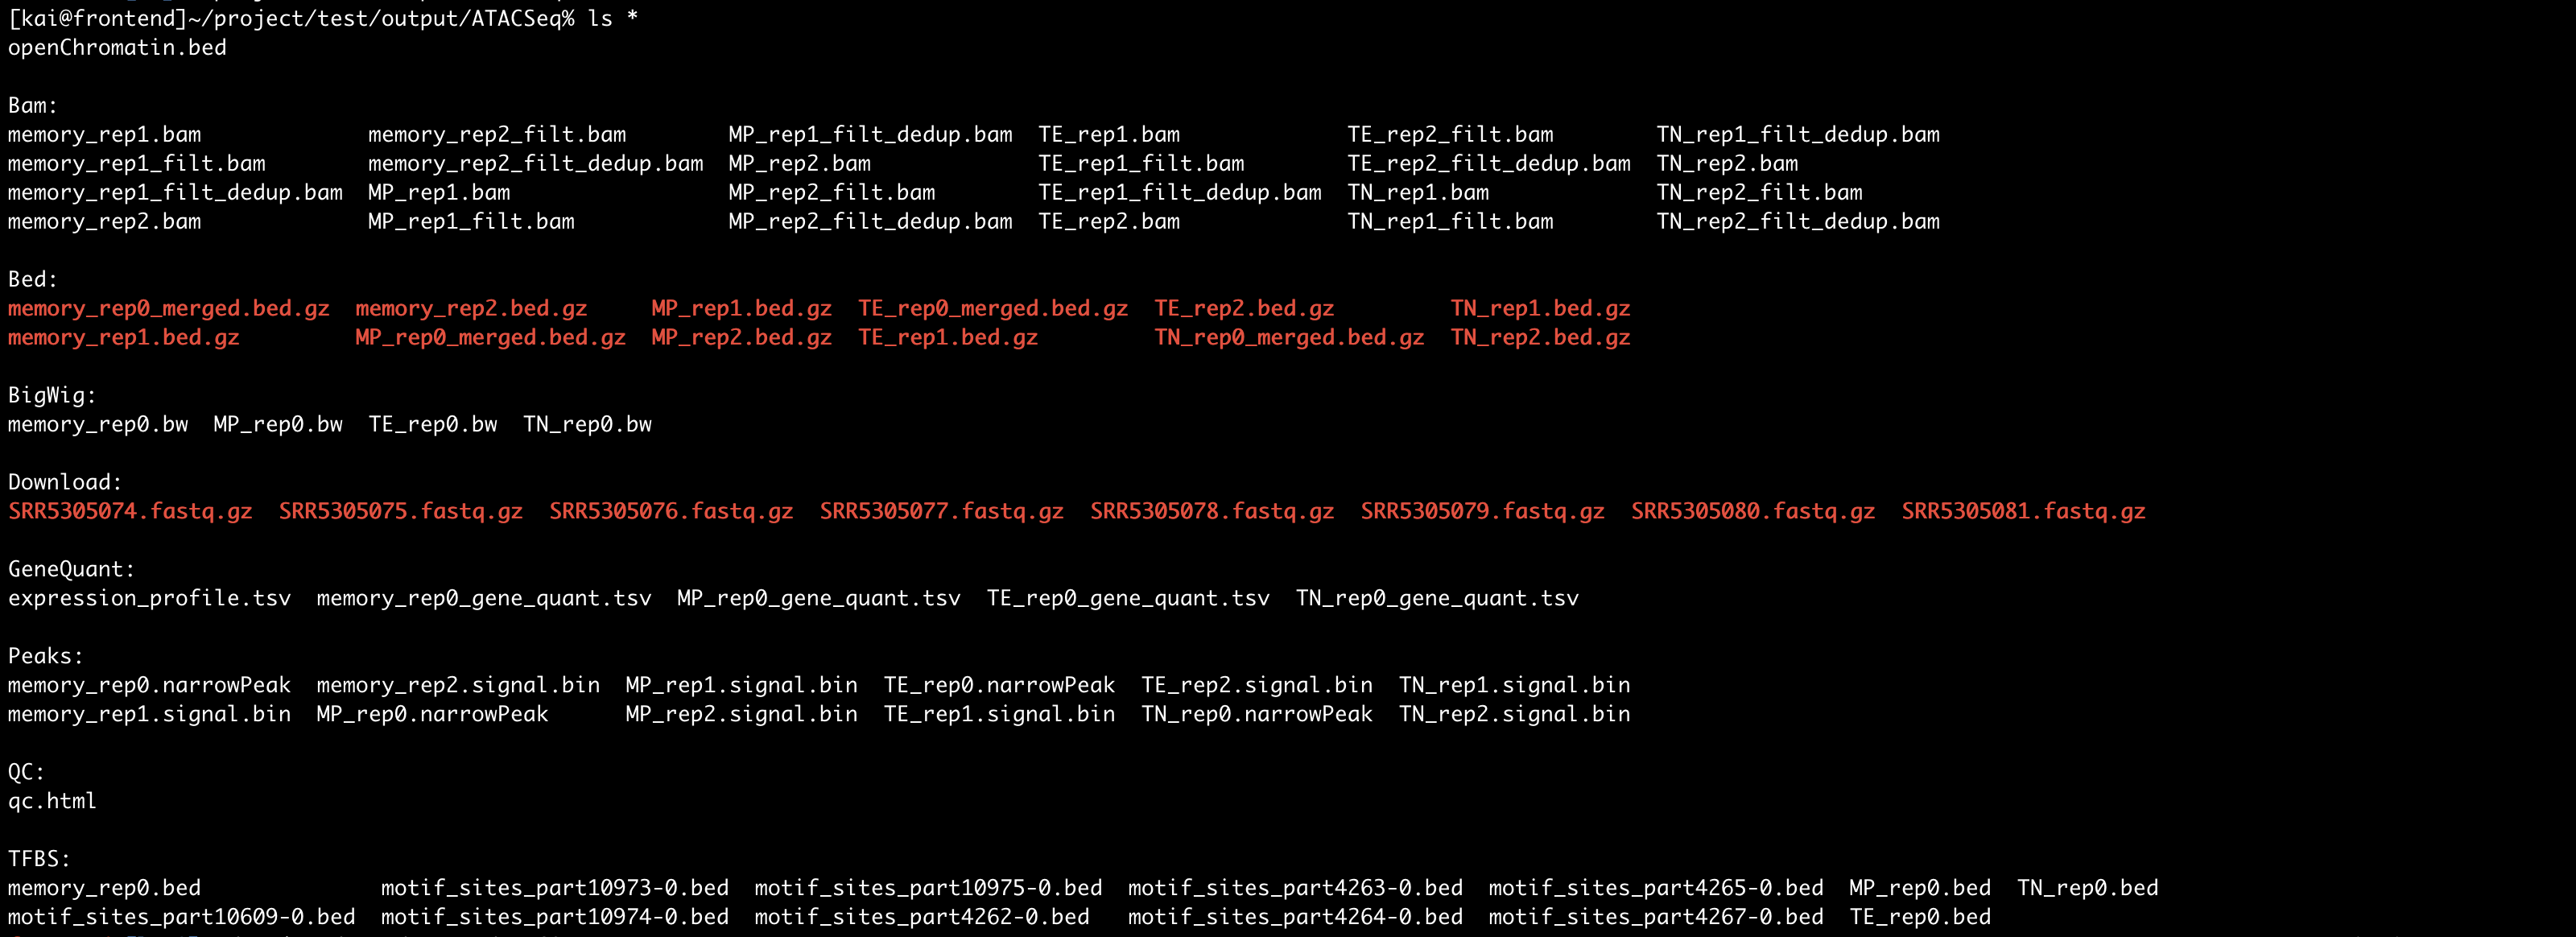 [kai@frontend]~/project/test/output/ATACSeq% ls *
openChromatin.bed

Bam:
memory_rep1.bam memory_rep2_filt.bam MP_rep1_filt_dedup.bam TE_rep1.bam TE_rep2_filt.bam TN_rep1_filt_dedup.bam
memory_rep1_filt.bam memory_rep2_filt_dedup.bam MP_rep2.bam TE_rep1_filt.bam TE_rep2_filt_dedup.bam TN_rep2.bam
memory_rep1_filt_dedup.bam MP_rep1.bam MP_rep2_filt.bam TE_rep1_filt_dedup.bam TN_rep1.bam TN_rep2_filt.bam
memory_rep2.bam MP_rep1_filt.bam MP_rep2_filt_dedup.bam TE_rep2.bam TN_rep1_filt.bam TN_rep2_filt_dedup.bam

Bed:
memory_rep0_merged.bed.gz memory_rep2.bed.gz MP_rep1.bed.gz TE_rep0_merged.bed.gz TE_rep2.bed.gz TN_rep1.bed.gz
memory_rep1.bed.gz MP_rep0_merged.bed.gz MP_rep2.bed.gz TE_rep1.bed.gz TN_rep0_merged.bed.gz TN_rep2.bed.gz

BigWig:
memory_rep0.bw MP_rep0.bw TE_rep0.bw TN_rep0.bw

Download:
SRR5305074.fastq.gz SRR5305075.fastq.gz SRR5305076.fastq.gz SRR5305077.fastq.gz SRR5305078.fastq.gz SRR5305079.fastq.gz SRR5305080.fastq.gz SRR5305081.fastq.gz

GeneQuant:
expression_profile.tsv memory_rep0_gene_quant.tsv MP_rep0_gene_quant.tsv TE_rep0_gene_quant.tsv TN_rep0_gene_quant.tsv

Peaks:
memory_rep0.narrowPeak memory_rep2.signal.bin MP_rep1.signal.bin TE_rep0.narrowPeak TE_rep2.signal.bin TN_rep1.signal.bin
memory_rep1.signal.bin MP_rep0.narrowPeak MP_rep2.signal.bin TE_rep1.signal.bin TN_rep0.narrowPeak TN_rep2.signal.bin

QC:
qc.html

TFBS:
memory_rep0.bed motif_sites_part10973-0.bed motif_sites_part10975-0.bed motif_sites_part4263-0.bed motif_sites_part4265-0.bed MP_rep0.bed TN_rep0.bed
motif_sites_part10609-0.bed motif_sites_part10974-0.bed motif_sites_part4262-0.bed motif_sites_part4264-0.bed motif_sites_part4267-0.bed TE_rep0.bed